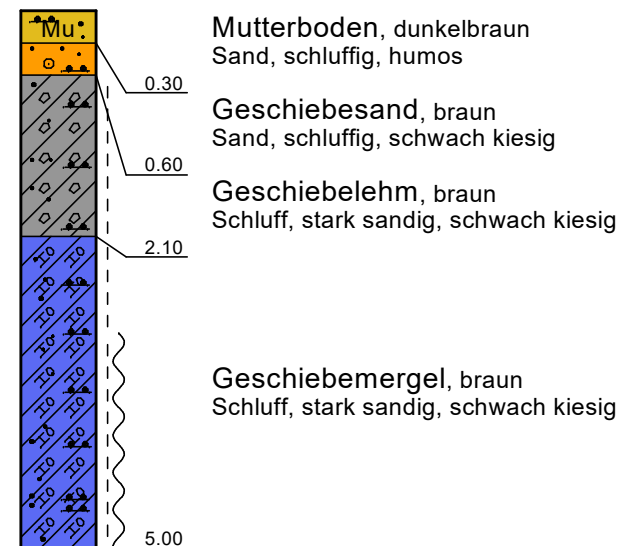 Mu
Mutterboden, dunkelbraun
Sand, schluffig, humos
0.30
Geschiebesand, braun
Sand, schluffig, schwach kiesig
0.60
Geschiebelehm, braun
Schluff, stark sandig, schwach kiesig
2.10
Geschiebemergel, braun
Schluff, stark sandig, schwach kiesig
5.00